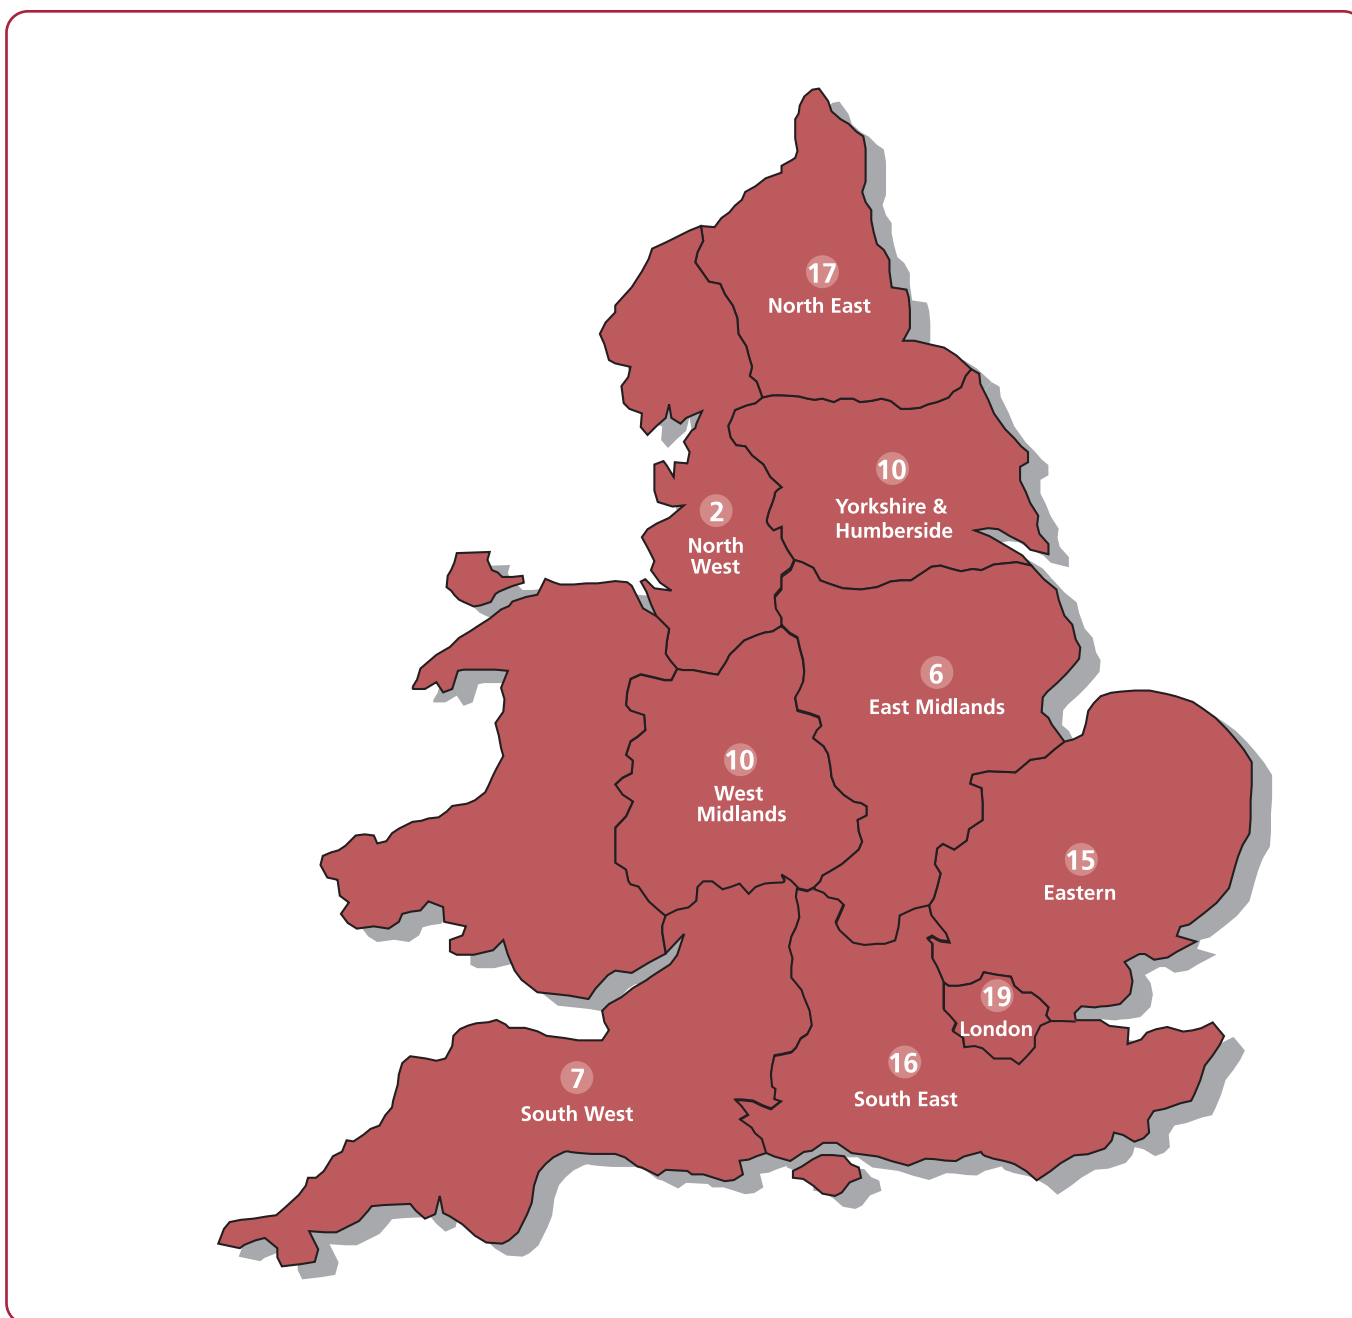 17
North East
10
Yorkshire &
Humberside
2
North
West
6
East Midlands
10
West
Midlands
15
Eastern
19
London
16
South East
7
South West